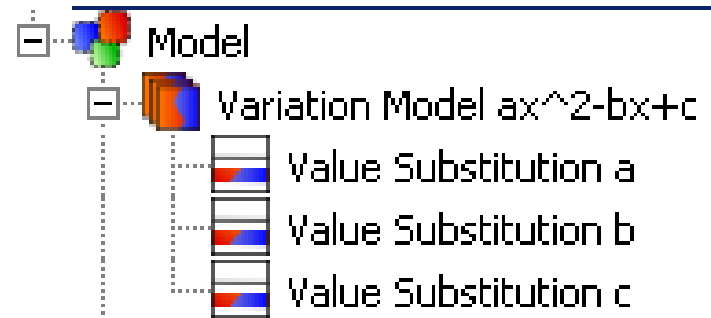 Model
Variation Model ax^2-bx+c
Value Substitution a
Value Substitution b
Value Substitution c